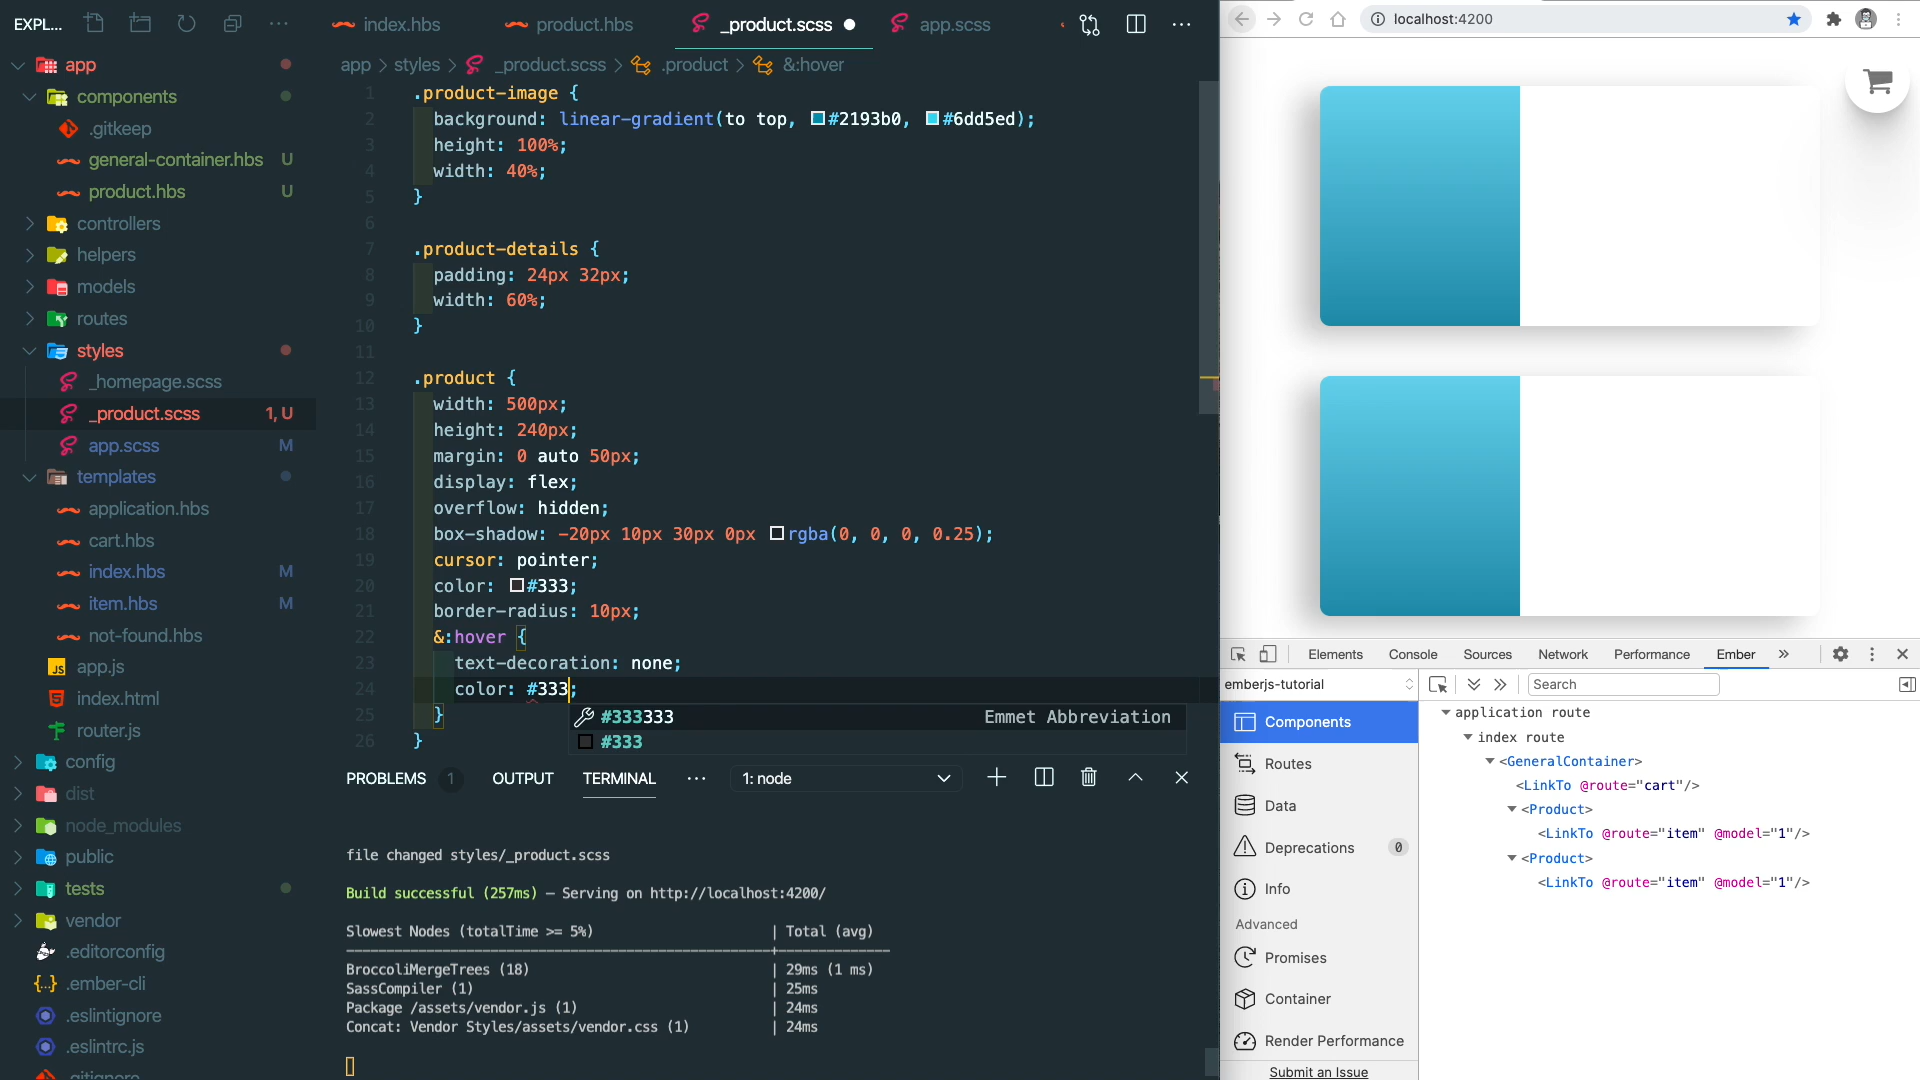 EXPL...
app
components
.gitkeep
general-container.hbs U
product.hbs U
controllers
helpers
models
routes
styles
_homepage.scss
_product.scss 1, U
app.scss M
templates
application.hbs
cart.hbs
index.hbs M
item.hbs M
not-found.hbs
app.js
index.html
router.js
config
dist
node_modules
public
tests
vendor
.editorconfig
.ember-cli
.eslintignore
.eslintrc.js
.gitignore
index.hbs product.hbs _product.scss app.scss
app > styles > _product.scss > .product > &:hover
1 .product-image {
2 background: linear-gradient(to top, #2193b0, #6dd5ed);
3 height: 100%;
4 width: 40%;
5 }
6
7 .product-details {
8 padding: 24px 32px;
9 width: 60%;
10 }
11
12 .product {
13 width: 500px;
14 height: 240px;
15 margin: 0 auto 50px;
16 display: flex;
17 overflow: hidden;
18 box-shadow: -20px 10px 30px 0px rgba(0, 0, 0, 0.25);
19 cursor: pointer;
20 color: #333;
21 border-radius: 10px;
22 &:hover {
23 text-decoration: none;
24 color: #333;
25 }
26 }
#333333 Emmet Abbreviation
#333
PROBLEMS 1 OUTPUT TERMINAL ... 1: node
file changed styles/_product.scss
Build successful (257ms) – Serving on http://localhost:4200/
Slowest Nodes (totalTime >= 5%) | Total (avg)
BroccoliMergeTrees (18) | 29ms (1 ms)
SassCompiler (1) | 25ms
Package /assets/vendor.js (1) | 24ms
Concat: Vendor Styles/assets/vendor.css (1) | 24ms
localhost:4200
Elements Console Sources Network Performance Ember
emberjs-tutorial
Search
Components
Routes
Data
Deprecations 0
Info
Advanced
Promises
Container
Render Performance
Submit an Issue
application route
index route
<GeneralContainer>
<LinkTo @route="cart"/>
<Product>
<LinkTo @route="item" @model="1"/>
<Product>
<LinkTo @route="item" @model="1"/>